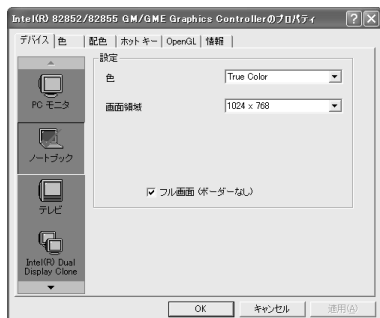 Intel(R) 82852/82855 GM/GME Graphics Controllerのプロパティ
デバイス 色 配色 ホット キー OpenGL 情報
PC モニタ
ノートブック
テレビ
Intel(R) Dual Display Clone
設定
色 True Color
画面領域 1024 x 768
フル画面 (ボーダーなし)
OK キャンセル 適用(A)